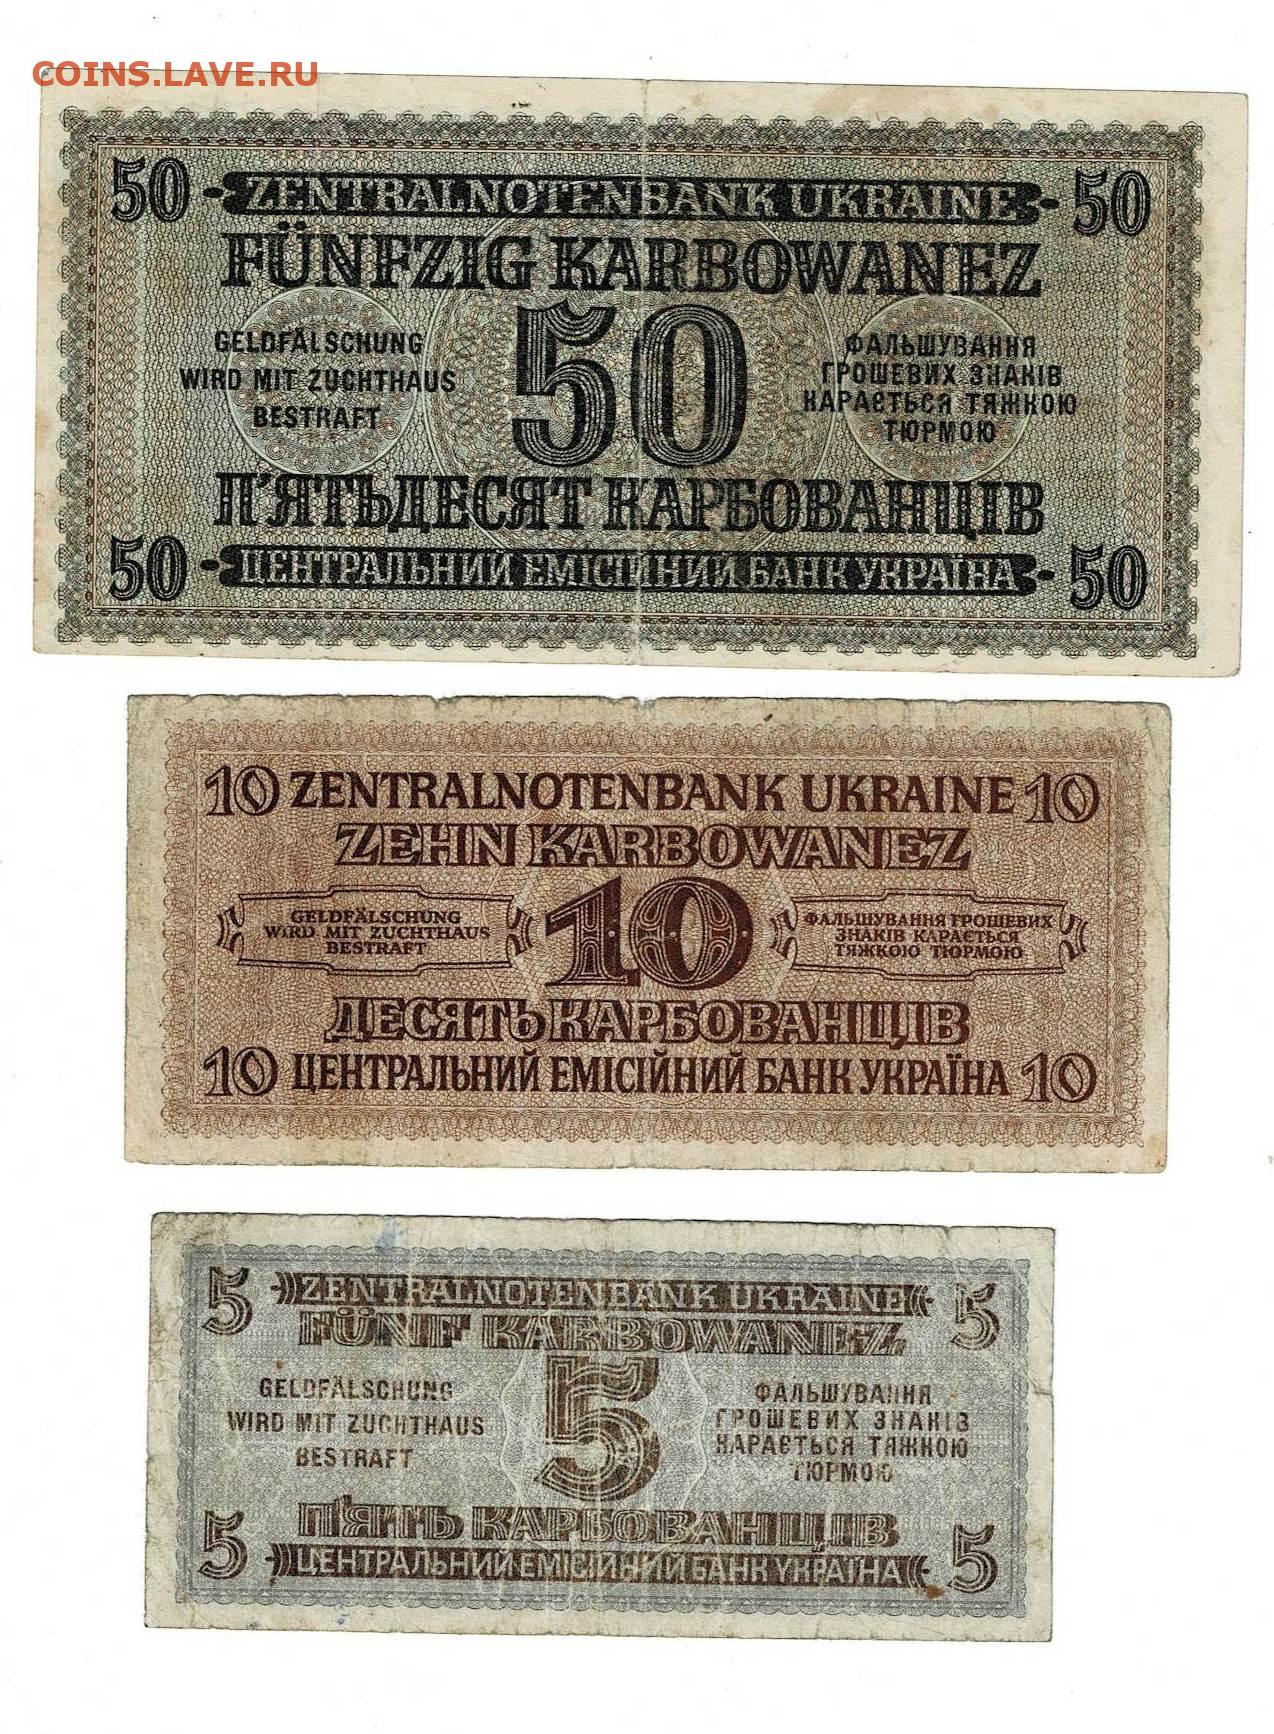 COINS.LAVE.RU
50 ZENTRALNOTENBANK UKRAINE 50
FÜNFZIG KARBOWANEZ
GELDFÄLSCHUNG
WIRD MIT ZUCHTHAUS
BESTRAFT
50
ФАЛЬШУВАННЯ
ГРОШЕВИХ ЗНАКІВ
КАРАЄТЬСЯ ТЯЖКОЮ
ТЮРМОЮ
П'ЯТЬДЕСЯТ КАРБОВАНЦІВ
50 ЦЕНТРАЛЬНИЙ ЕМІСІЙНИЙ БАНК УКРАЇНА 50
10 ZENTRALNOTENBANK UKRAINE 10
ZEHN KARBOWANEZ
GELDFÄLSCHUNG
WIRD MIT ZUCHTHAUS
BESTRAFT
10
ФАЛЬШУВАННЯ ГРОШЕВИХ
ЗНАКІВ КАРАЄТЬСЯ
ТЯЖКОЮ ТЮРМОЮ
ДЕСЯТЬ КАРБОВАНЦІВ
10 ЦЕНТРАЛЬНИЙ ЕМІСІЙНИЙ БАНК УКРАЇНА 10
5 ZENTRALNOTENBANK UKRAINE 5
FÜNF KARBOWANEZ
GELDFÄLSCHUNG
WIRD MIT ZUCHTHAUS
BESTRAFT
5
ФАЛЬШУВАННЯ
ГРОШЕВИХ ЗНАКІВ
КАРАЄТЬСЯ ТЯЖКОЮ
ТЮРМОЮ
П'ЯТЬ КАРБОВАНЦІВ
5 ЦЕНТРАЛЬНИЙ ЕМІСІЙНИЙ БАНК УКРАЇНА 5